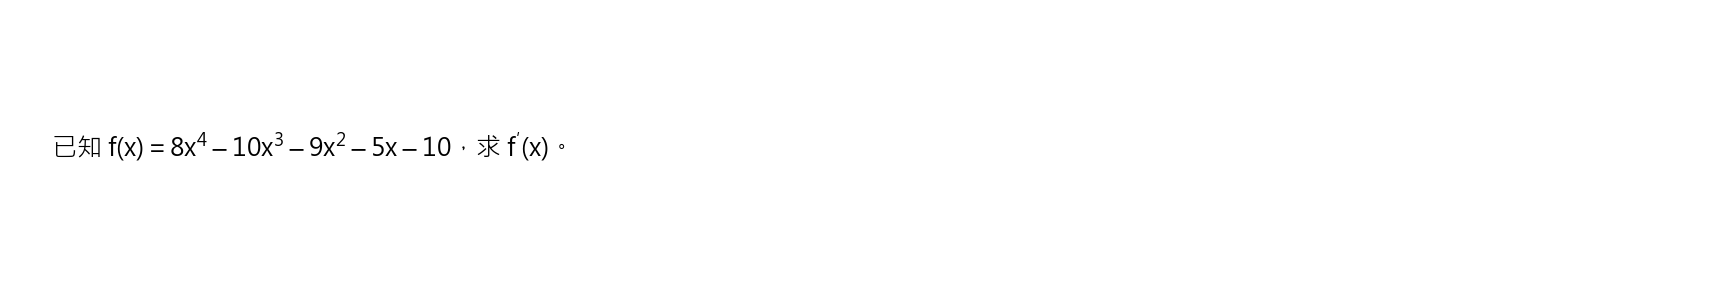 已知 f(x) = 8x⁴ – 10x³ – 9x² – 5x – 10，求 f′(x)。